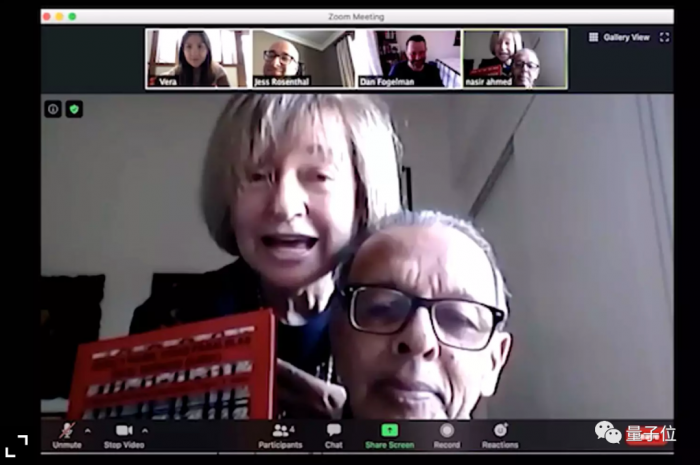 Zoom Meeting
Gallery View
Vera
Jess Rosenthal
Dan Fogelman
nasir ahmed
4
Unmute
Stop Video
Participants
Chat
Share Screen
Record
Reactions
量子位